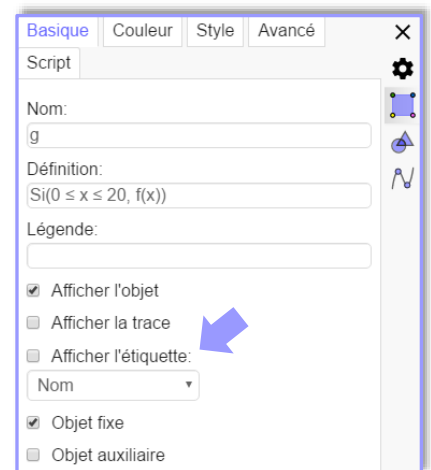 Basique Couleur Style Avancé
Script
Nom:
g
Définition:
Si(0 ≤ x ≤ 20, f(x))
Légende:
Afficher l'objet
Afficher la trace
Afficher l'étiquette:
Nom
Objet fixe
Objet auxiliaire